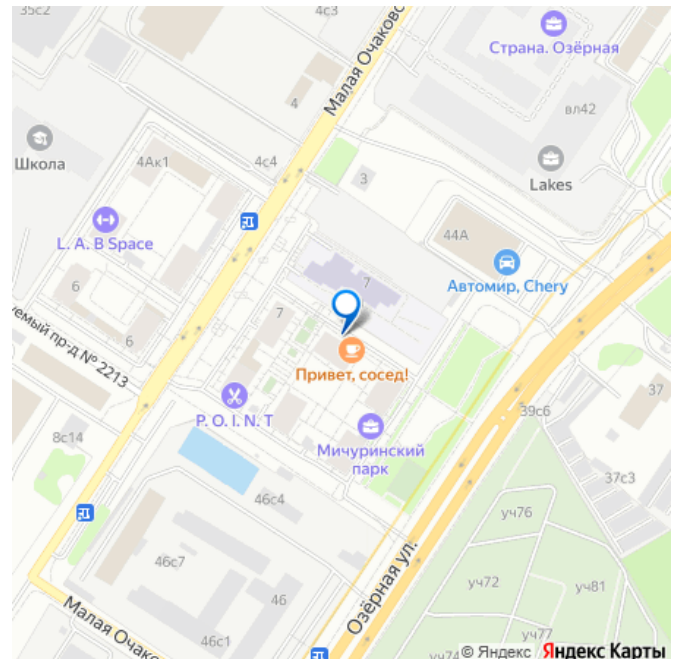 35с2
4с3
Малая Очаковс
Страна. Озёрная
вл42
4
Школа
4Ак1
4с4
3
Lakes
L. A. B Space
44А
7
Автомир, Chery
6
7
6
уемый пр-д № 2213
Привет, сосед!
37
P. O. I. N. T
39с6
8с14
Мичуринский
парк
37с3
46с4
уч76
46с7
Озёрная ул.
уч72
уч81
46
Малая Очако
46с1
уч77
уч74
© Яндекс Яндекс Карты